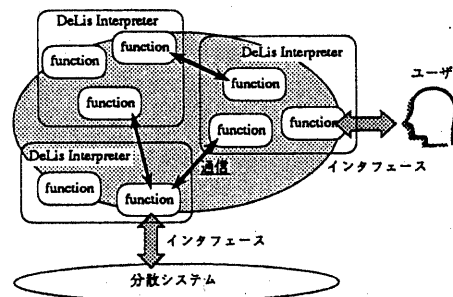 DeLis Interpreter
function
function
function
DeLis Interpreter
function
function
function
ユーザ
インタフェース
通信
DeLis Interpreter
function
function
インタフェース
分散システム